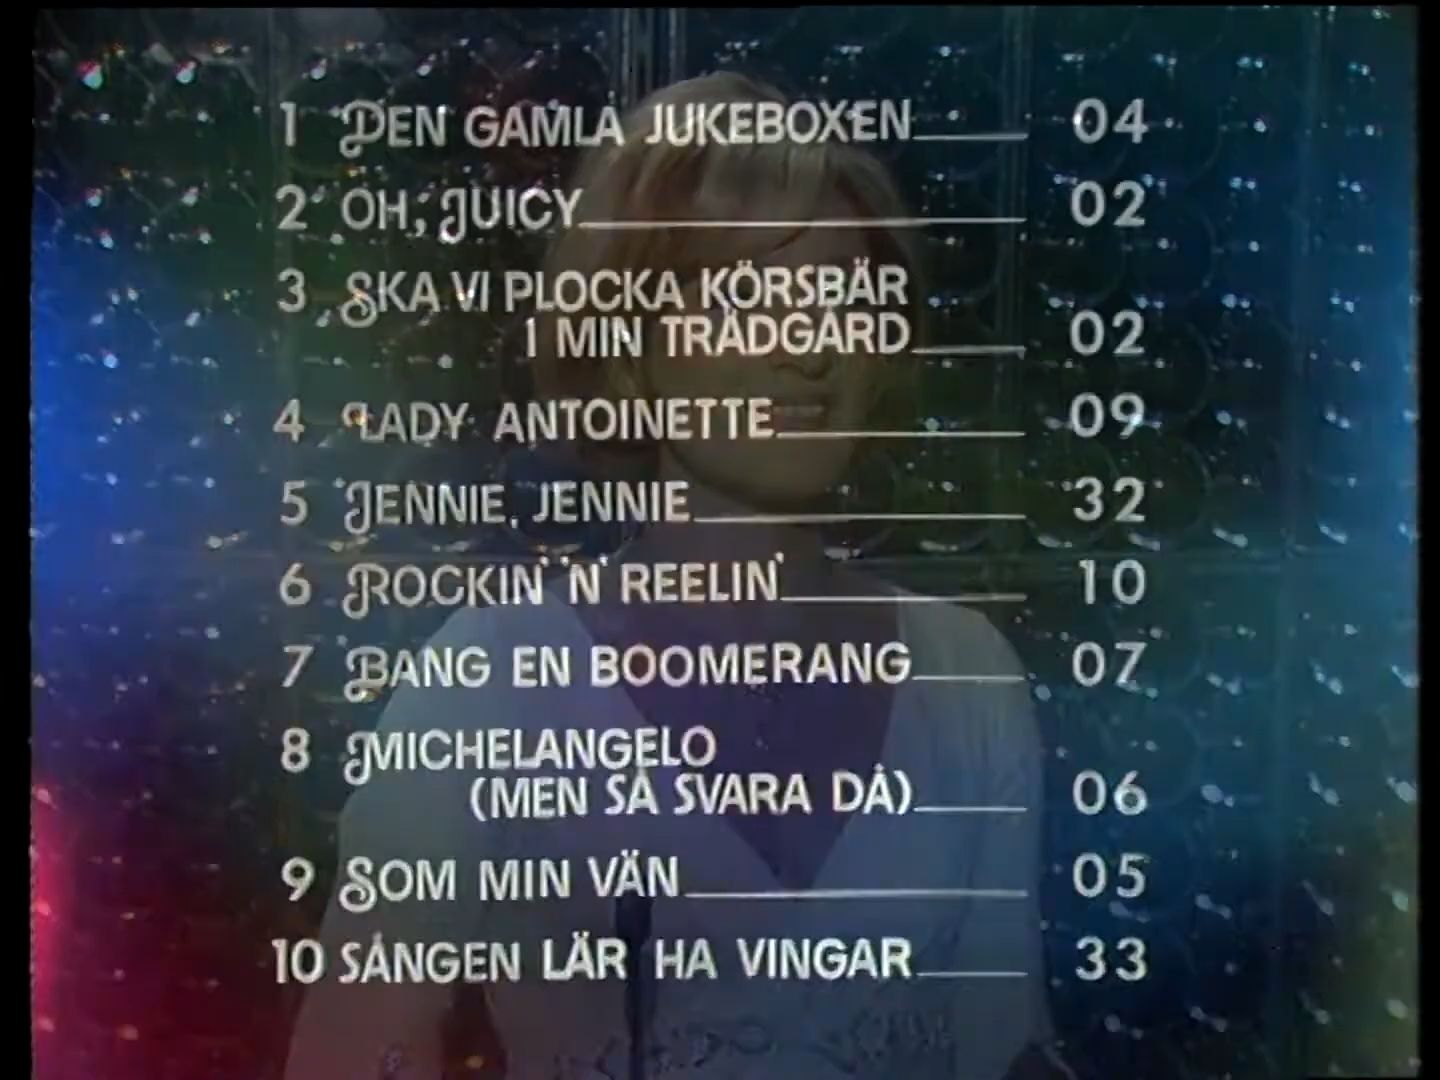 1 DEN GAMLA JUKEBOXEN 04
2 OH, JUICY 02
3 SKA VI PLOCKA KÖRSBÄR
I MIN TRÄDGÅRD 02
4 LADY ANTOINETTE 09
5 JENNIE, JENNIE 32
6 ROCKIN' 'N' REELIN' 10
7 BANG EN BOOMERANG 07
8 MICHELANGELO
(MEN SÅ SVARA DÅ) 06
9 SOM MIN VÄN 05
10 SÅNGEN LÄR HA VINGAR 33